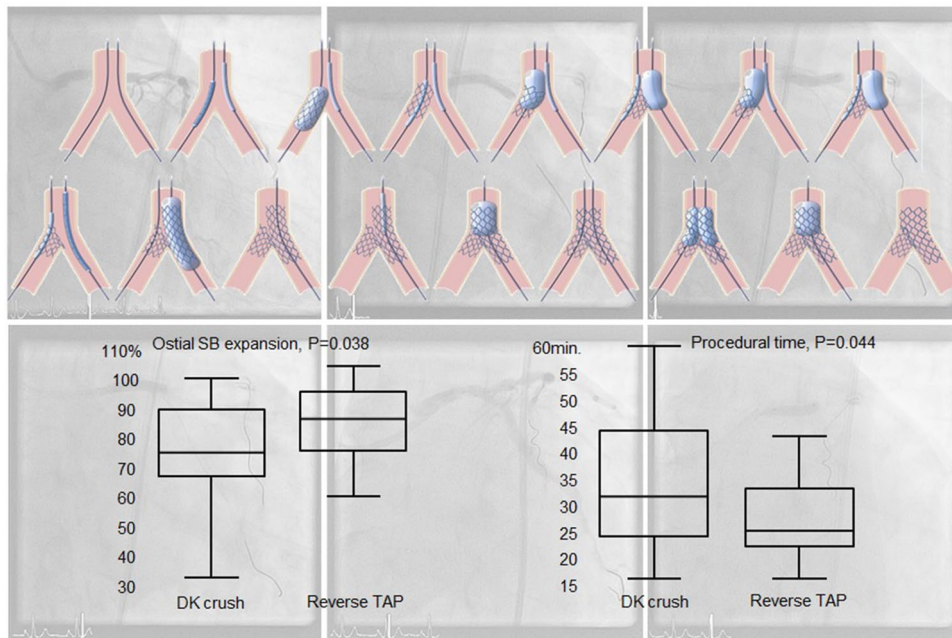 Ostial SB expansion, P=0.038
110%
100
90
80
70
60
50
40
30
DK crush
Reverse TAP
Procedural time, P=0.044
60min.
55
50
45
40
35
30
25
20
15
DK crush
Reverse TAP